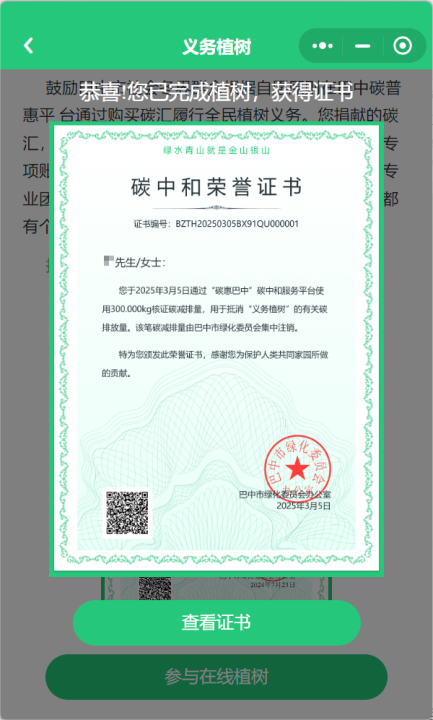 义务植树
恭喜!您已完成植树，获得证书
鼓励
碳普
惠平台通过购买碳汇履行全民植树义务。您捐献的碳
汇，
专
项账
专
业团
都
有个
绿水青山就是金山银山
碳中和荣誉证书
证书编号：BZTH20250305BX91QU000001
先生/女士：
您于2025年3月5日通过“碳惠巴中”碳中和服务平台使
用300.000kg核证碳减排量，用于抵消“义务植树”的有关碳
排放量。该笔碳减排量由巴中市绿化委员会集中注销。
特为您颁发此荣誉证书，感谢您为保护人类共同家园所做
的贡献。
巴中市绿化委员会
办公室
巴中市绿化委员会办公室
2025年3月5日
2024年7月23日
查看证书
参与在线植树